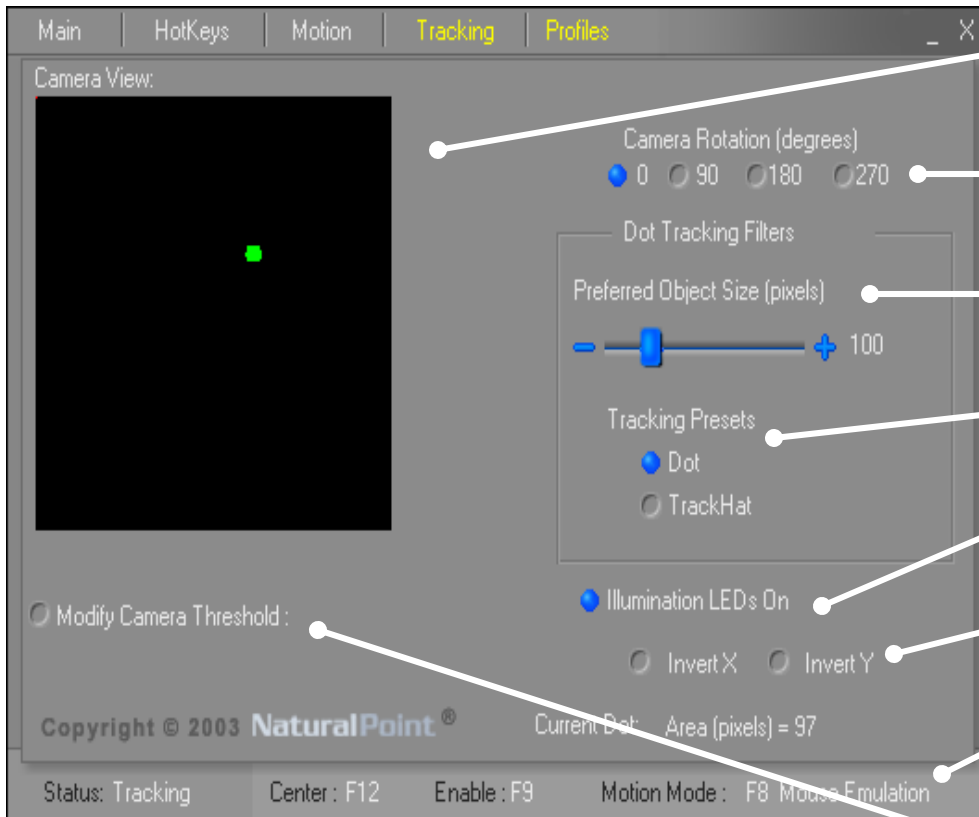 Main HotKeys Motion Tracking Profiles _ X
Camera View:
Camera Rotation (degrees)
0 90 180 270
Dot Tracking Filters
Preferred Object Size (pixels)
100
Tracking Presets
Dot
TrackHat
Illumination LEDs On
Modify Camera Threshold :
Invert X Invert Y
Copyright © 2003 NaturalPoint ®
Current Dot: Area (pixels) = 97
Status: Tracking Center : F12 Enable : F9 Motion Mode : F8 Mouse Emulation